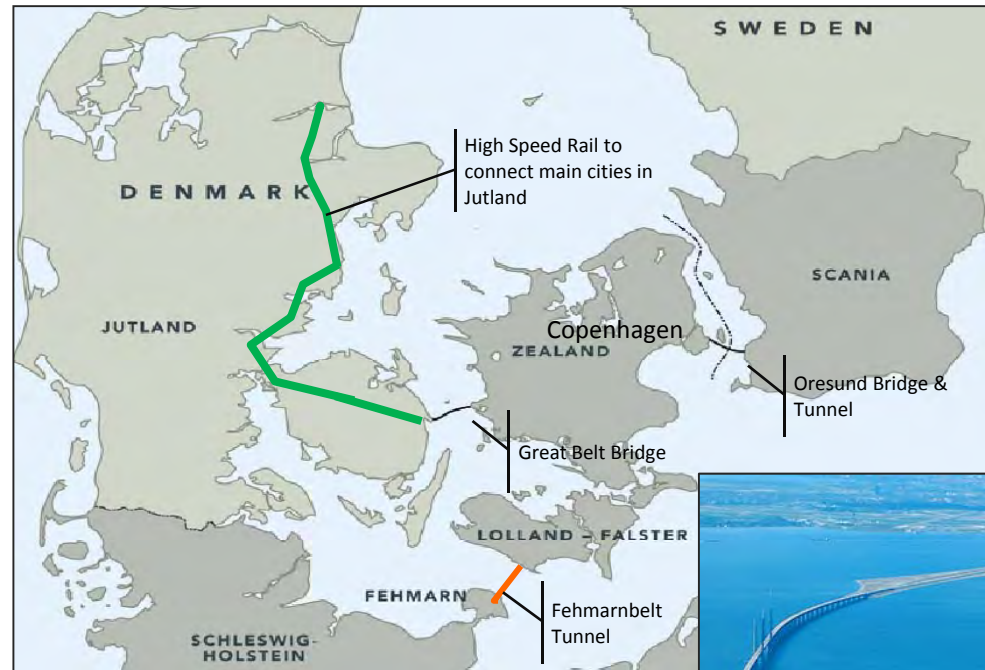 SWEDEN
High Speed Rail to
connect main cities in
Jutland
DENMARK
SCANIA
JUTLAND
Copenhagen
ZEALAND
Oresund Bridge &
Tunnel
Great Belt Bridge
LOLLAND – FALSTER
FEHMARN
Fehmarnbelt
Tunnel
SCHLESWIG-
HOLSTEIN